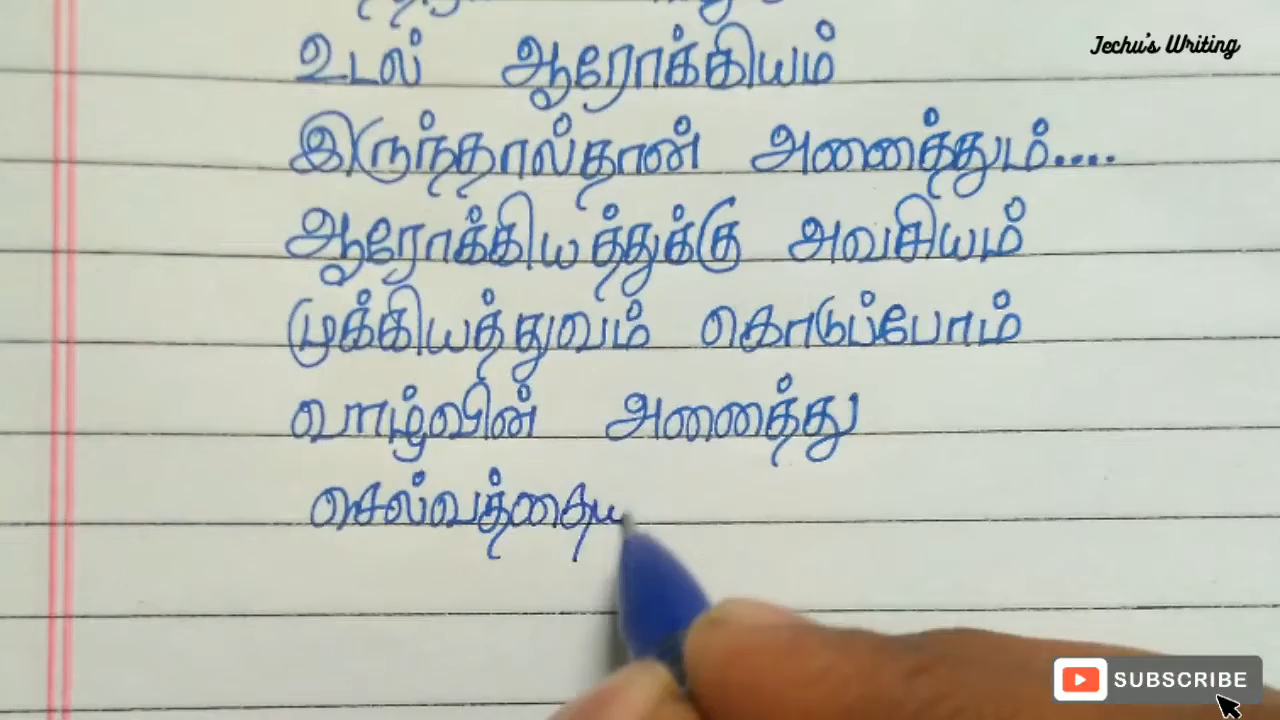 Jechu's Writing
உடல் ஆரோக்கியம்
இருந்தால்தான் அனைத்தும்....
ஆரோக்கியத்துக்கு அவசியம்
முக்கியத்துவம் கொடுப்போம்
வாழ்வின் அனைத்து
செல்வத்தைய
SUBSCRIBE